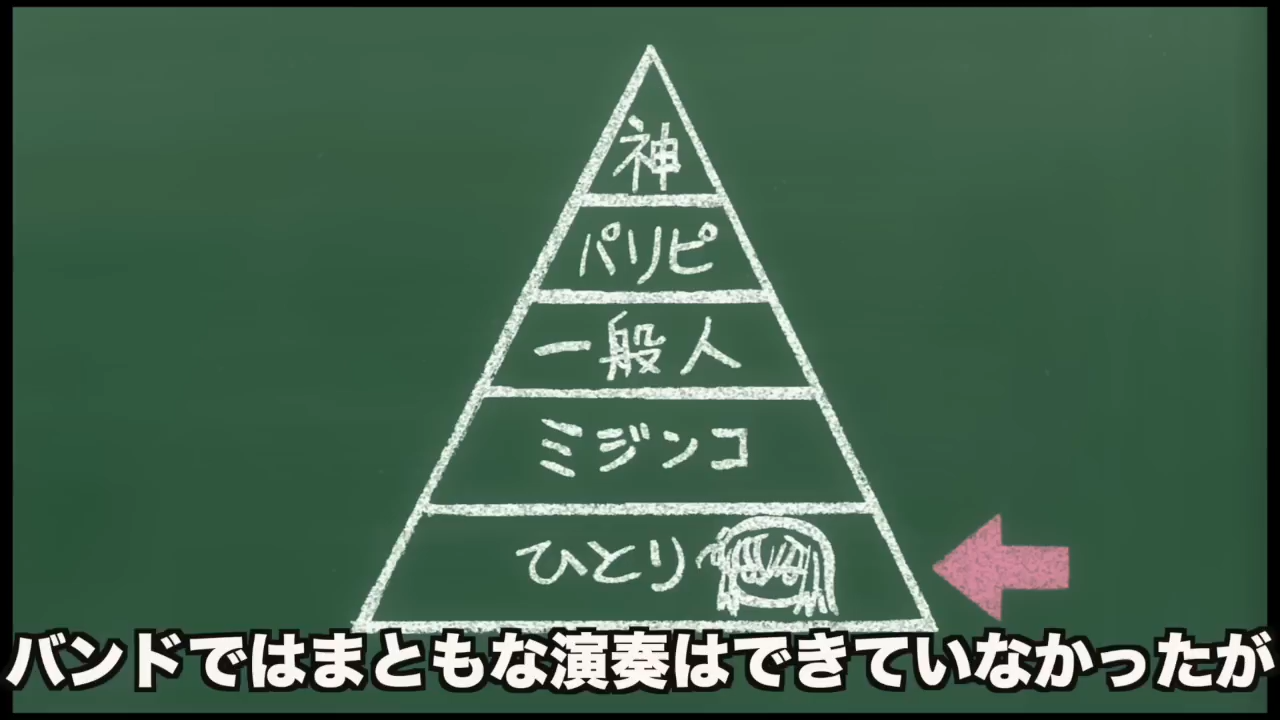 神
パリピ
一般人
ミジンコ
ひとり
バンドではまともな演奏はできていなかったが